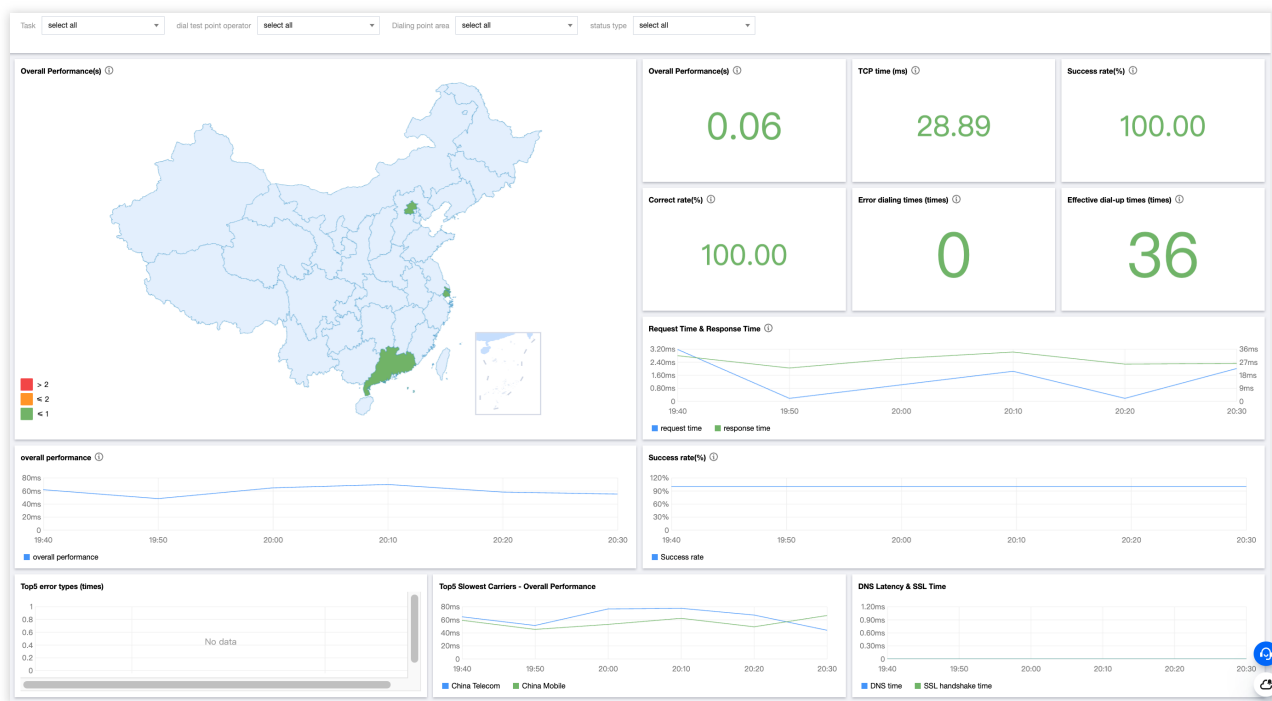 Task select all dial test point operator select all Dialing point area select all status type select all
Overall Performance(s)
> 2
⩽ 2
⩽ 1
Overall Performance(s)
0.06
TCP time (ms)
28.89
Success rate(%)
100.00
Correct rate(%)
100.00
Error dialing times (times)
0
Effective dial-up times (times)
36
Request Time & Response Time
3.20ms 36ms
2.40ms 27ms
1.60ms 18ms
0.80ms 9ms
0 0
19:40 19:50 20:00 20:10 20:20 20:30
request time response time
overall performance
80ms
60ms
40ms
20ms
0
19:40 19:50 20:00 20:10 20:20 20:30
overall performance
Success rate(%)
120%
90%
60%
30%
0
19:40 19:50 20:00 20:10 20:20 20:30
Success rate
Top5 error types (times)
1
0.8
0.6
0.4
0.2
0
No data
Top5 Slowest Carriers - Overall Performance
80ms
60ms
40ms
20ms
0
19:40 19:50 20:00 20:10 20:20 20:30
China Telecom China Mobile
DNS Latency & SSL Time
1.20ms
0.90ms
0.60ms
0.30ms
0
19:40 19:50 20:00 20:10 20:20 20:30
DNS time SSL handshake time